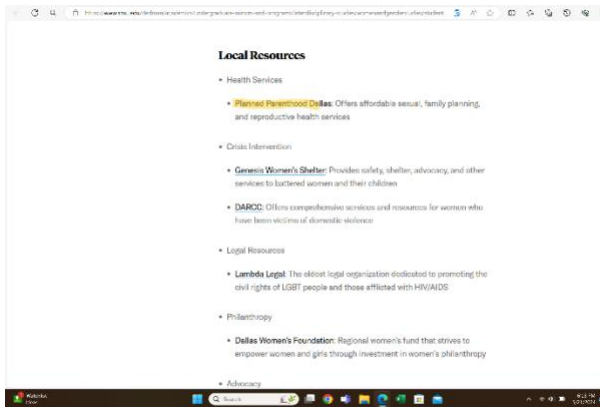 Local Resources
• Health Services
• Planned Parenthood Dallas: Offers affordable sexual, family planning,
and reproductive health services
• Crisis Intervention
• Genesis Women's Shelter: Provides safety, shelter, advocacy, and other
services to battered women and their children
• DARCC: Offers comprehensive services and resources for women who
have been victims of domestic violence
• Legal Resources
• Lambda Legal: The oldest legal organization dedicated to promoting the
civil rights of LGBT people and those afflicted with HIV/AIDS
• Philanthropy
• Dallas Women's Foundation: Regional women's fund that strives to
empower women and girls through investment in women's philanthropy
• Advocacy
Search